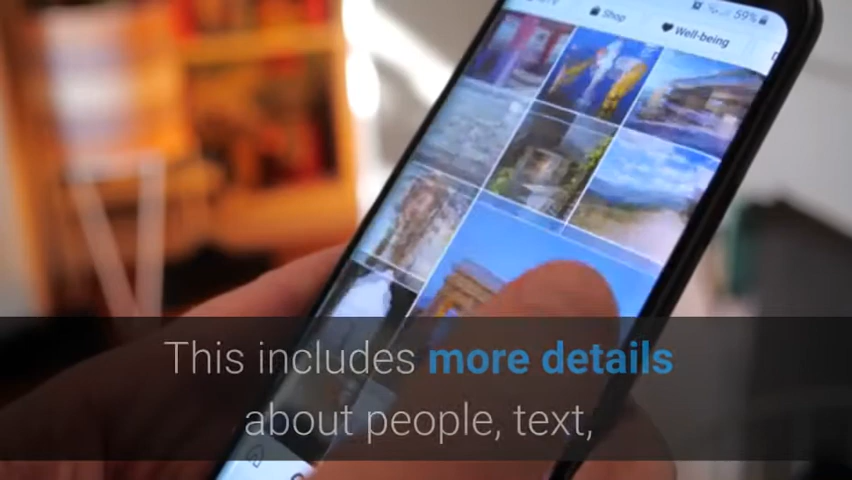 59%
Shop
Well-being
This includes more details
about people, text,